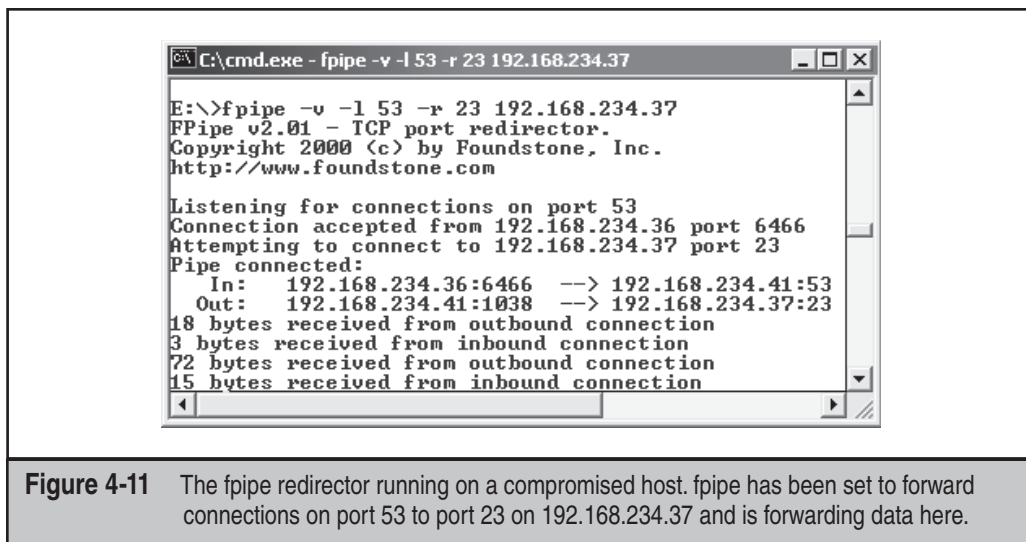 C:\cmd.exe - fpipe -v -l 53 -r 23 192.168.234.37
E:\>fpipe -v -l 53 -r 23 192.168.234.37
FPipe v2.01 - TCP port redirector.
Copyright 2000 (c) by Foundstone, Inc.
http://www.foundstone.com
Listening for connections on port 53
Connection accepted from 192.168.234.36 port 6466
Attempting to connect to 192.168.234.37 port 23
Pipe connected:
In: 192.168.234.36:6466 --> 192.168.234.41:53
Out: 192.168.234.41:1038 --> 192.168.234.37:23
18 bytes received from outbound connection
3 bytes received from inbound connection
72 bytes received from outbound connection
15 bytes received from inbound connection
Figure 4-11 The fpipe redirector running on a compromised host. fpipe has been set to forward
connections on port 53 to port 23 on 192.168.234.37 and is forwarding data here.